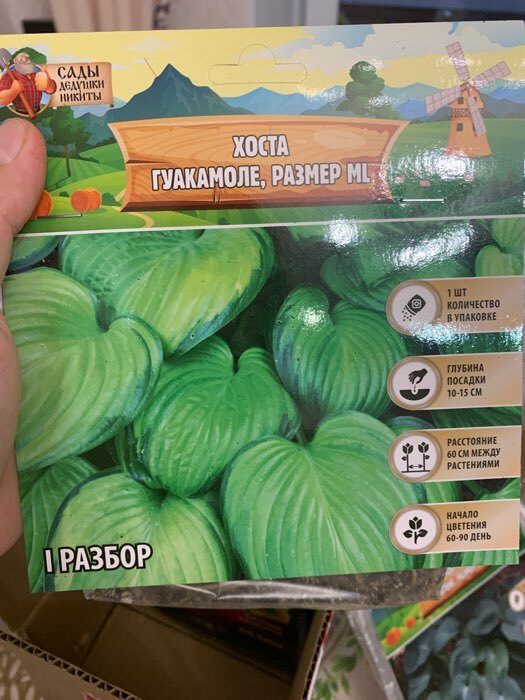 САДЫ
ДЕДУШКИ
НИКИТЫ
ХОСТА
ГУАКАМОЛЕ, РАЗМЕР ML
1 ШТ
КОЛИЧЕСТВО
В УПАКОВКЕ
ГЛУБИНА
ПОСАДКИ
10-15 СМ
РАССТОЯНИЕ
60 СМ МЕЖДУ
РАСТЕНИЯМИ
НАЧАЛО
ЦВЕТЕНИЯ
60-90 ДЕНЬ
I РАЗБОР